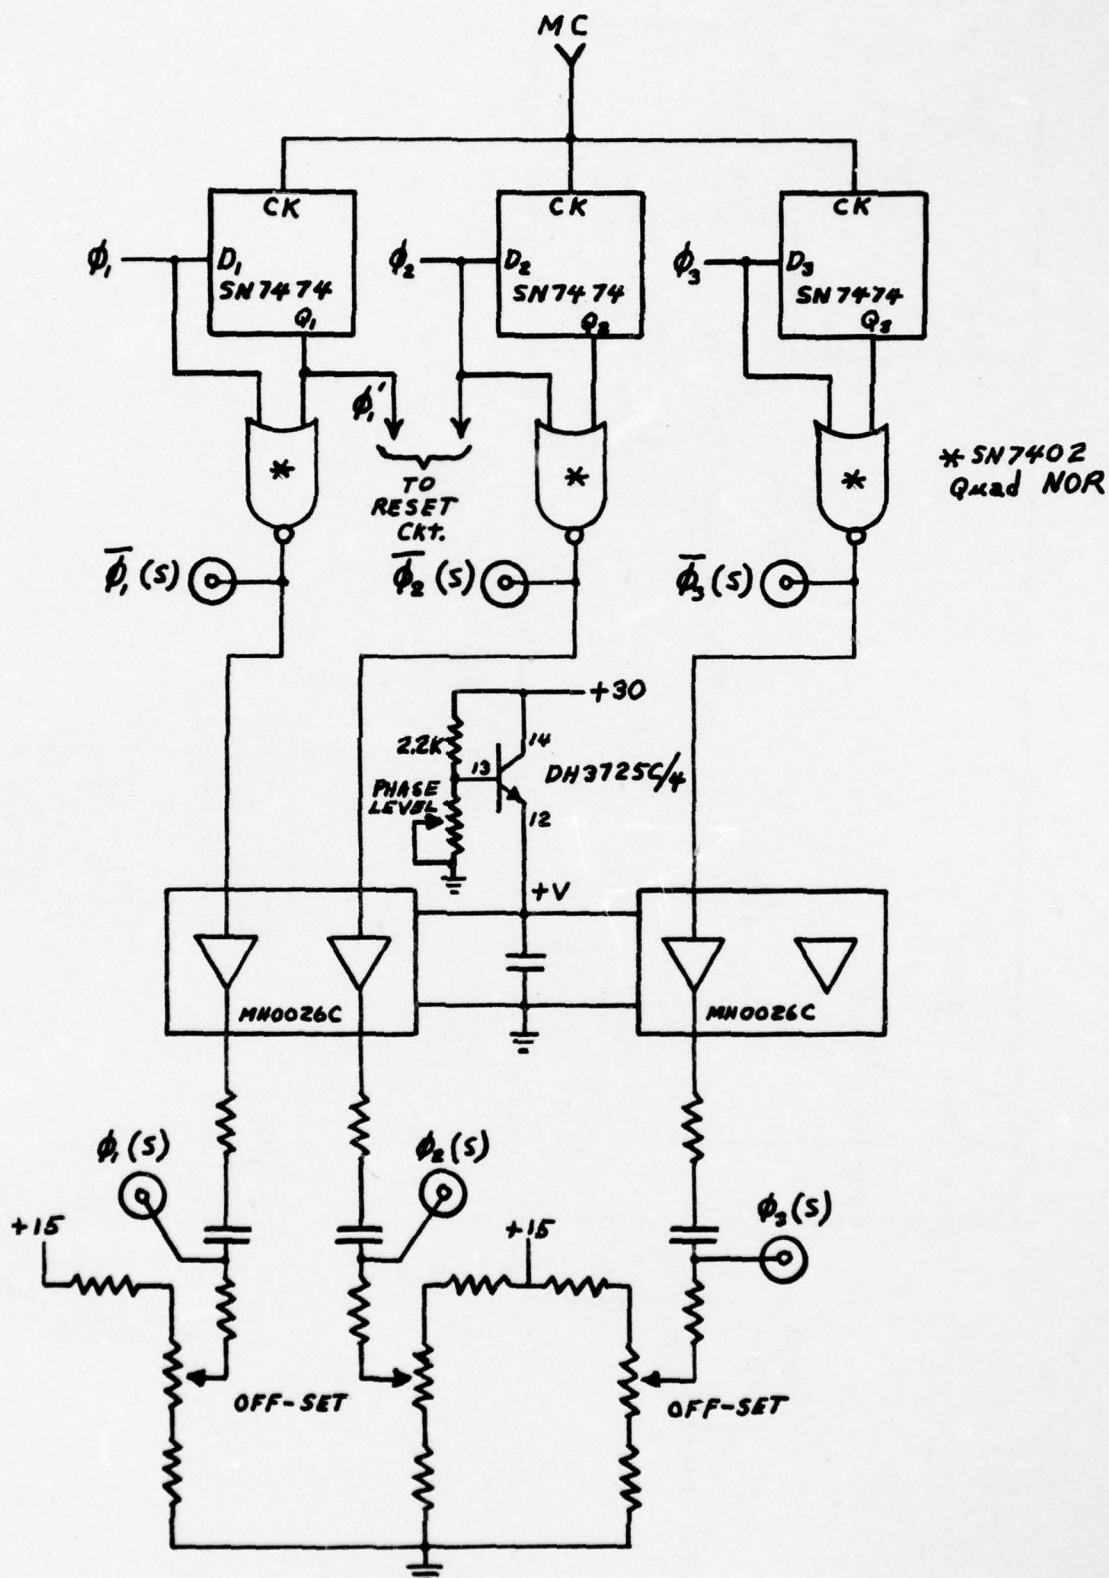 MC
CK
CK
CK
ϕ₁
D₁
SN7474
Q₁
ϕ₂
D₂
SN7474
Q₂
ϕ₃
D₃
SN7474
Q₃
ϕ₁'
*
*
*
TO
RESET
CKT.
* SN7402
Quad NOR
ϕ̅₁(S)
ϕ̅₂(S)
ϕ̅₃(S)
+30
2.2K
14
13
DH3725C/4
PHASE
LEVEL
12
+V
MH0026C
MH0026C
ϕ₁(S)
ϕ₂(S)
ϕ₃(S)
+15
+15
OFF-SET
OFF-SET